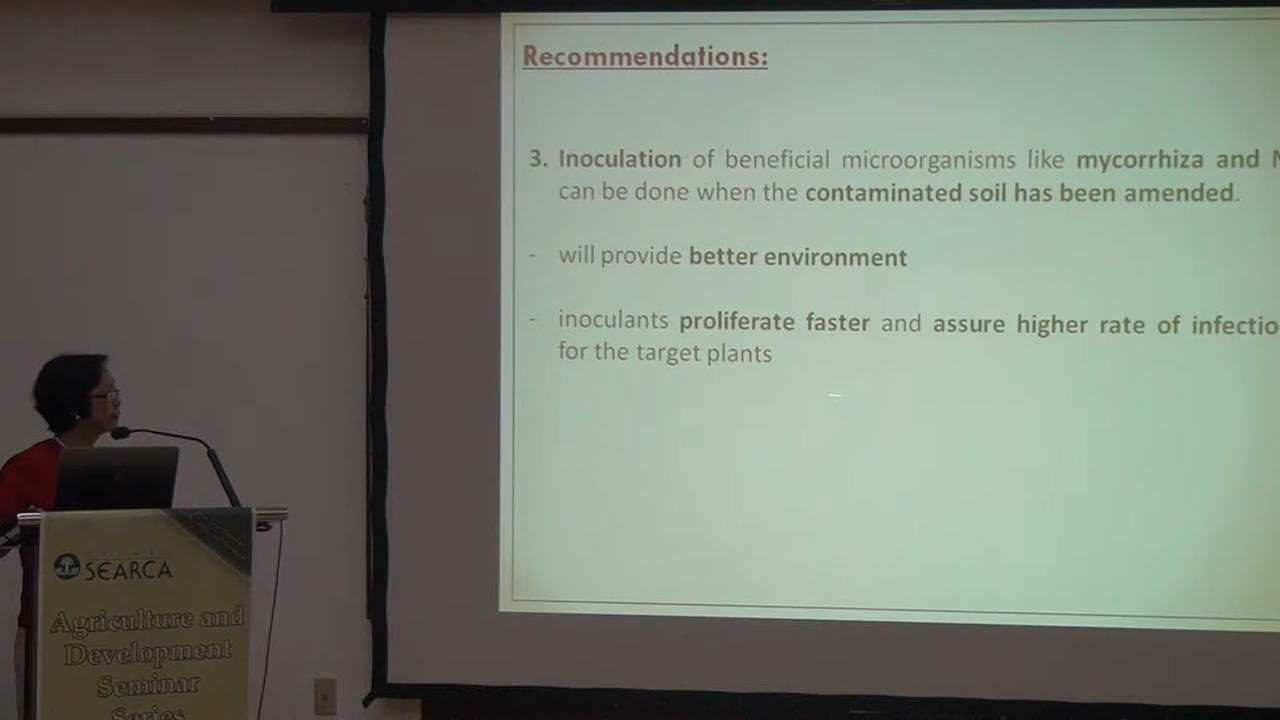 Recommendations:
3. Inoculation of beneficial microorganisms like mycorrhiza and
can be done when the contaminated soil has been amended.
- will provide better environment
- inoculants proliferate faster and assure higher rate of infectio
for the target plants
SEARCA
Agriculture and
Development
Seminar
Series